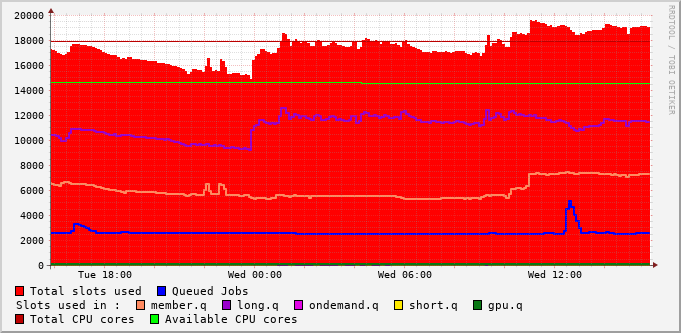 20000
18000
16000
14000
12000
10000
8000
6000
4000
2000
0
Tue 18:00 Wed 00:00 Wed 06:00 Wed 12:00
RRDTOOL / TOBI OETIKER
Total slots used Queued Jobs
Slots used in : member.q long.q ondemand.q short.q gpu.q
Total CPU cores Available CPU cores